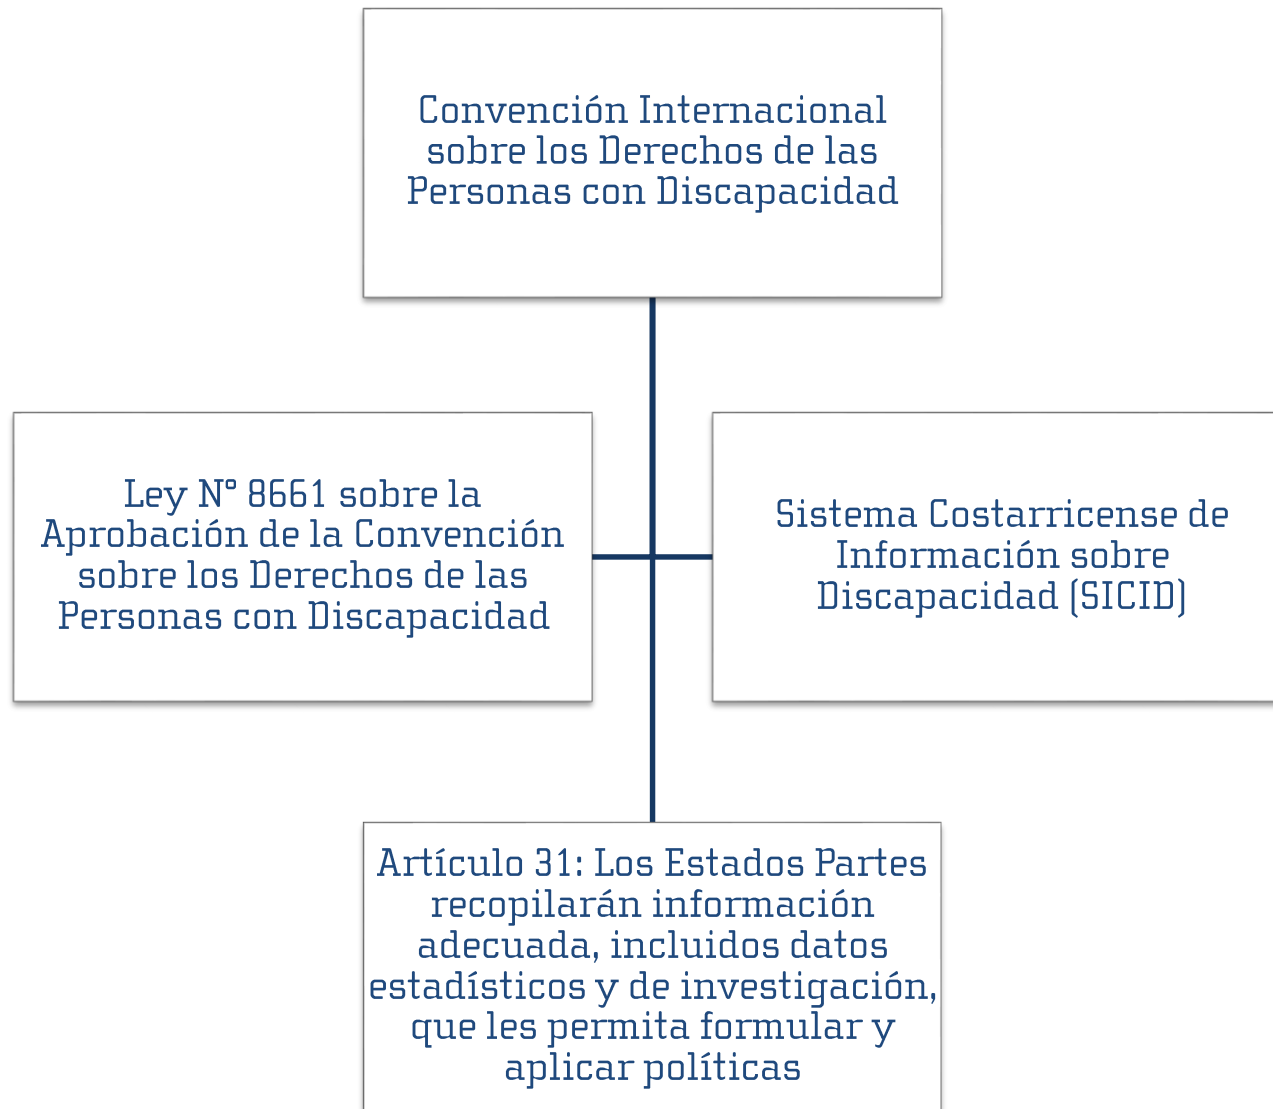 Convención Internacional
sobre los Derechos de las
Personas con Discapacidad
Ley N° 8661 sobre la
Aprobación de la Convención
sobre los Derechos de las
Personas con Discapacidad
Sistema Costarricense de
Información sobre
Discapacidad (SICID)
Artículo 31: Los Estados Partes
recopilarán información
adecuada, incluidos datos
estadísticos y de investigación,
que les permita formular y
aplicar políticas